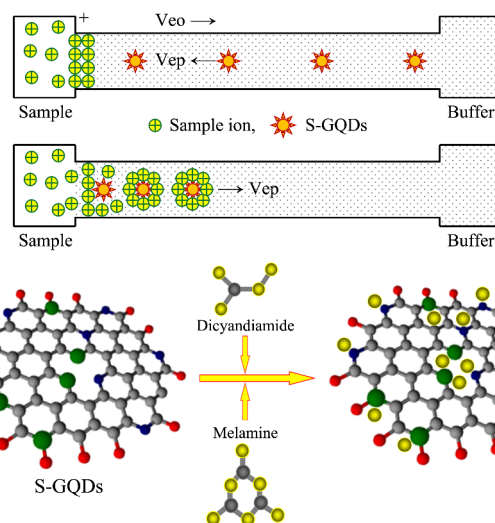 +
Veo
Vep
Sample
Buffer
Sample ion,
S-GQDs
Vep
Sample
Buffer
Dicyandiamide
Melamine
S-GQDs